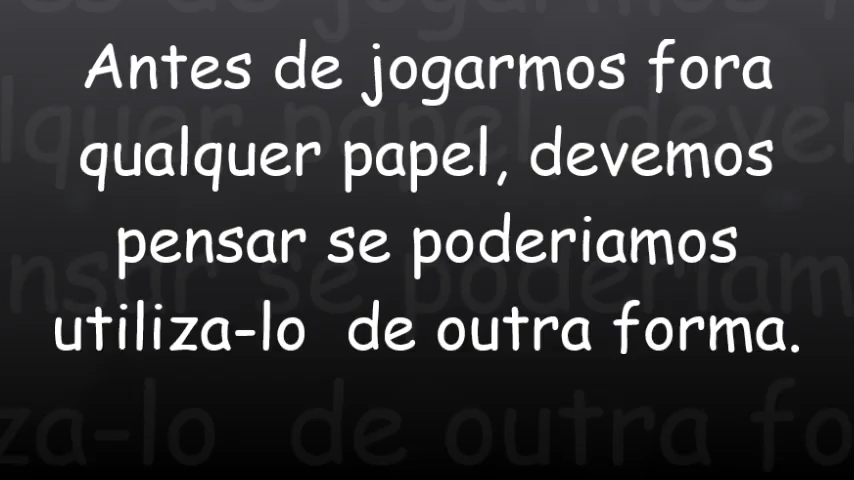 Antes de jogarmos fora
qualquer papel, devemos
pensar se poderiamos
utiliza-lo de outra forma.